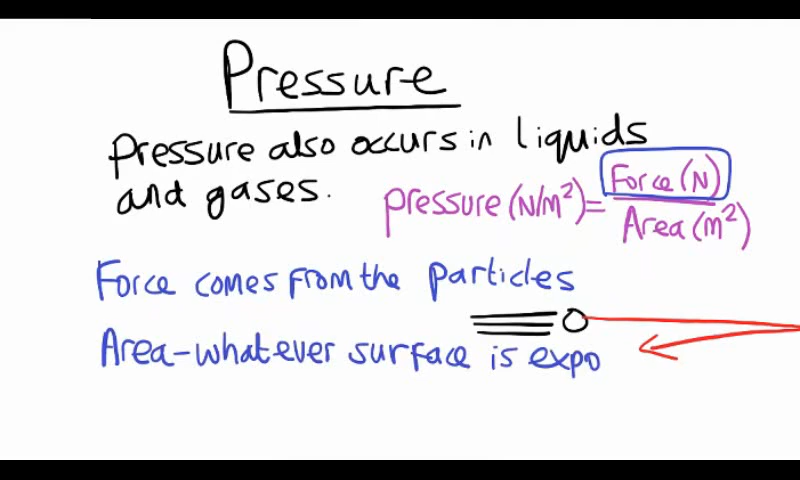 Pressure
Pressure also occurs in liquids
and gases.
pressure (N/m²) = Force (N)
Area (m²)
Force comes from the particles
Area - whatever surface is expo